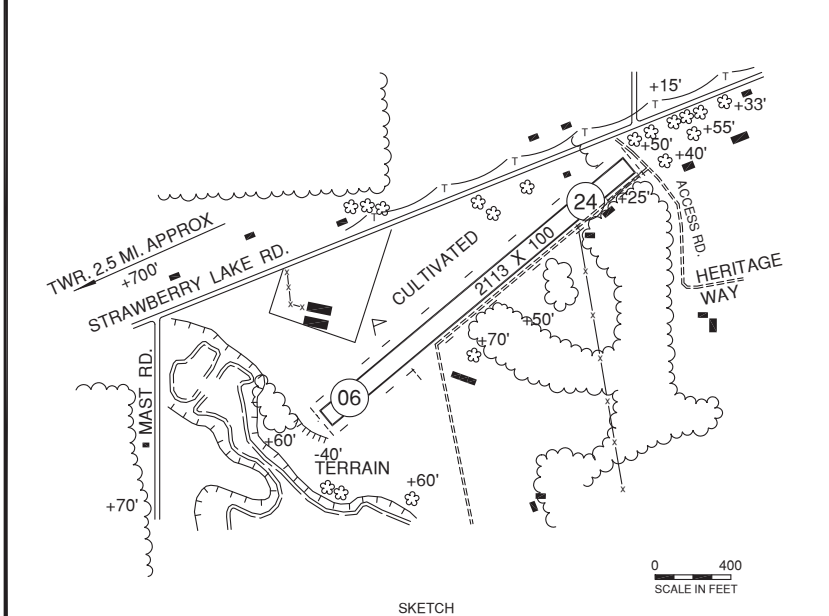 +15'
+33'
+55'
+50'
+40'
T
T
T
T
T
24
+25'
ACCESS RD.
HERITAGE
WAY
TWR. 2.5 MI. APPROX
+700'
STRAWBERRY LAKE RD.
CULTIVATED
2113 X 100
+50'
+70'
MAST RD.
06
+60'
-40'
TERRAIN
+60'
+70'
0 400
SCALE IN FEET
SKETCH